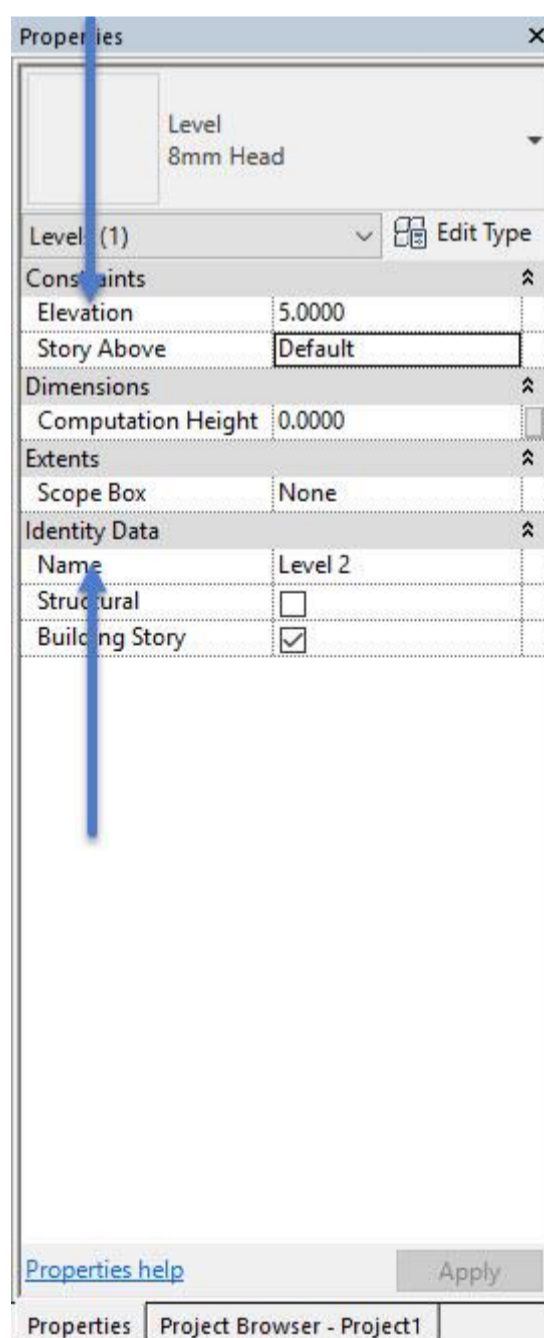 Properties
Level
8mm Head
Levels (1)
Edit Type
Constraints
Elevation 5.0000
Story Above Default
Dimensions
Computation Height 0.0000
Extents
Scope Box None
Identity Data
Name Level 2
Structural
Building Story
Properties help
Apply
Properties Project Browser - Project1